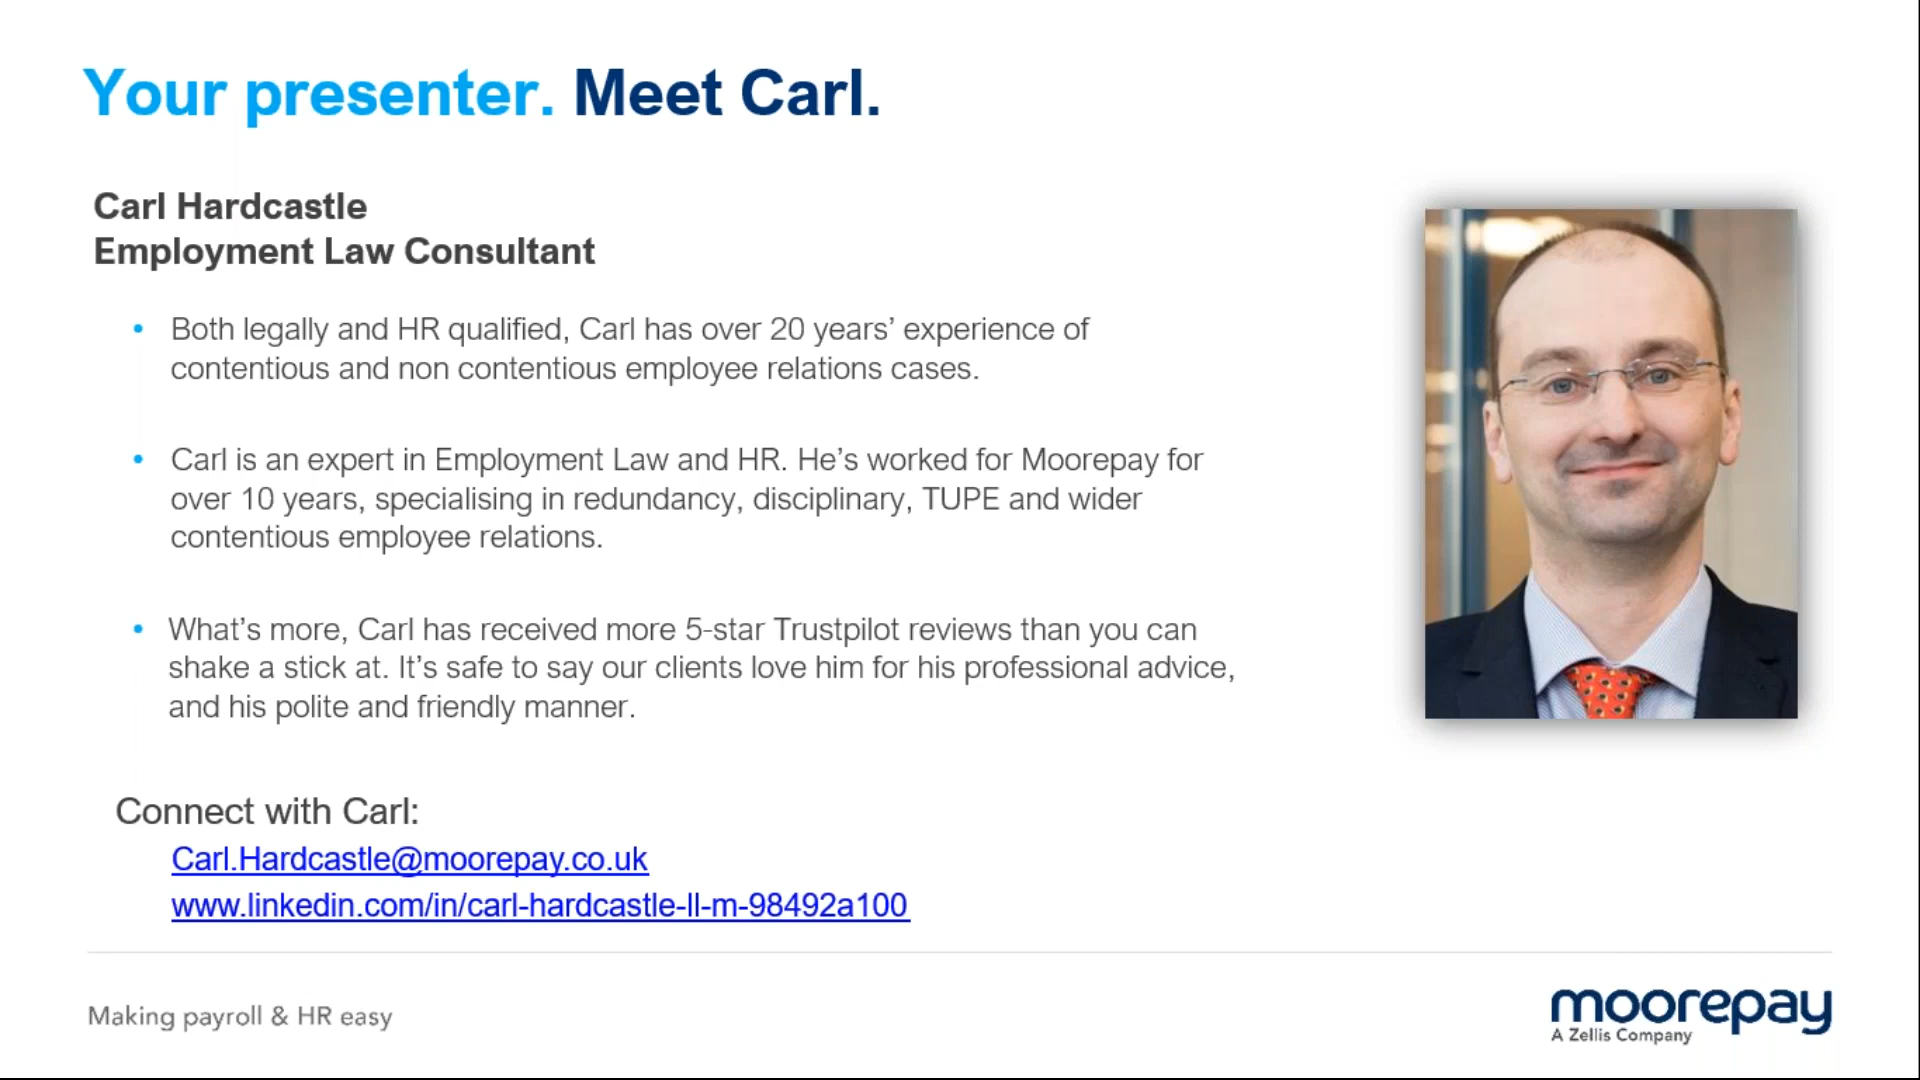 Your presenter. Meet Carl.
Carl Hardcastle
Employment Law Consultant
• Both legally and HR qualified, Carl has over 20 years’ experience of
contentious and non contentious employee relations cases.
• Carl is an expert in Employment Law and HR. He’s worked for Moorepay for
over 10 years, specialising in redundancy, disciplinary, TUPE and wider
contentious employee relations.
• What’s more, Carl has received more 5-star Trustpilot reviews than you can
shake a stick at. It’s safe to say our clients love him for his professional advice,
and his polite and friendly manner.
Connect with Carl:
Carl.Hardcastle@moorepay.co.uk
www.linkedin.com/in/carl-hardcastle-ll-m-98492a100
Making payroll & HR easy
moorepay
A Zellis Company